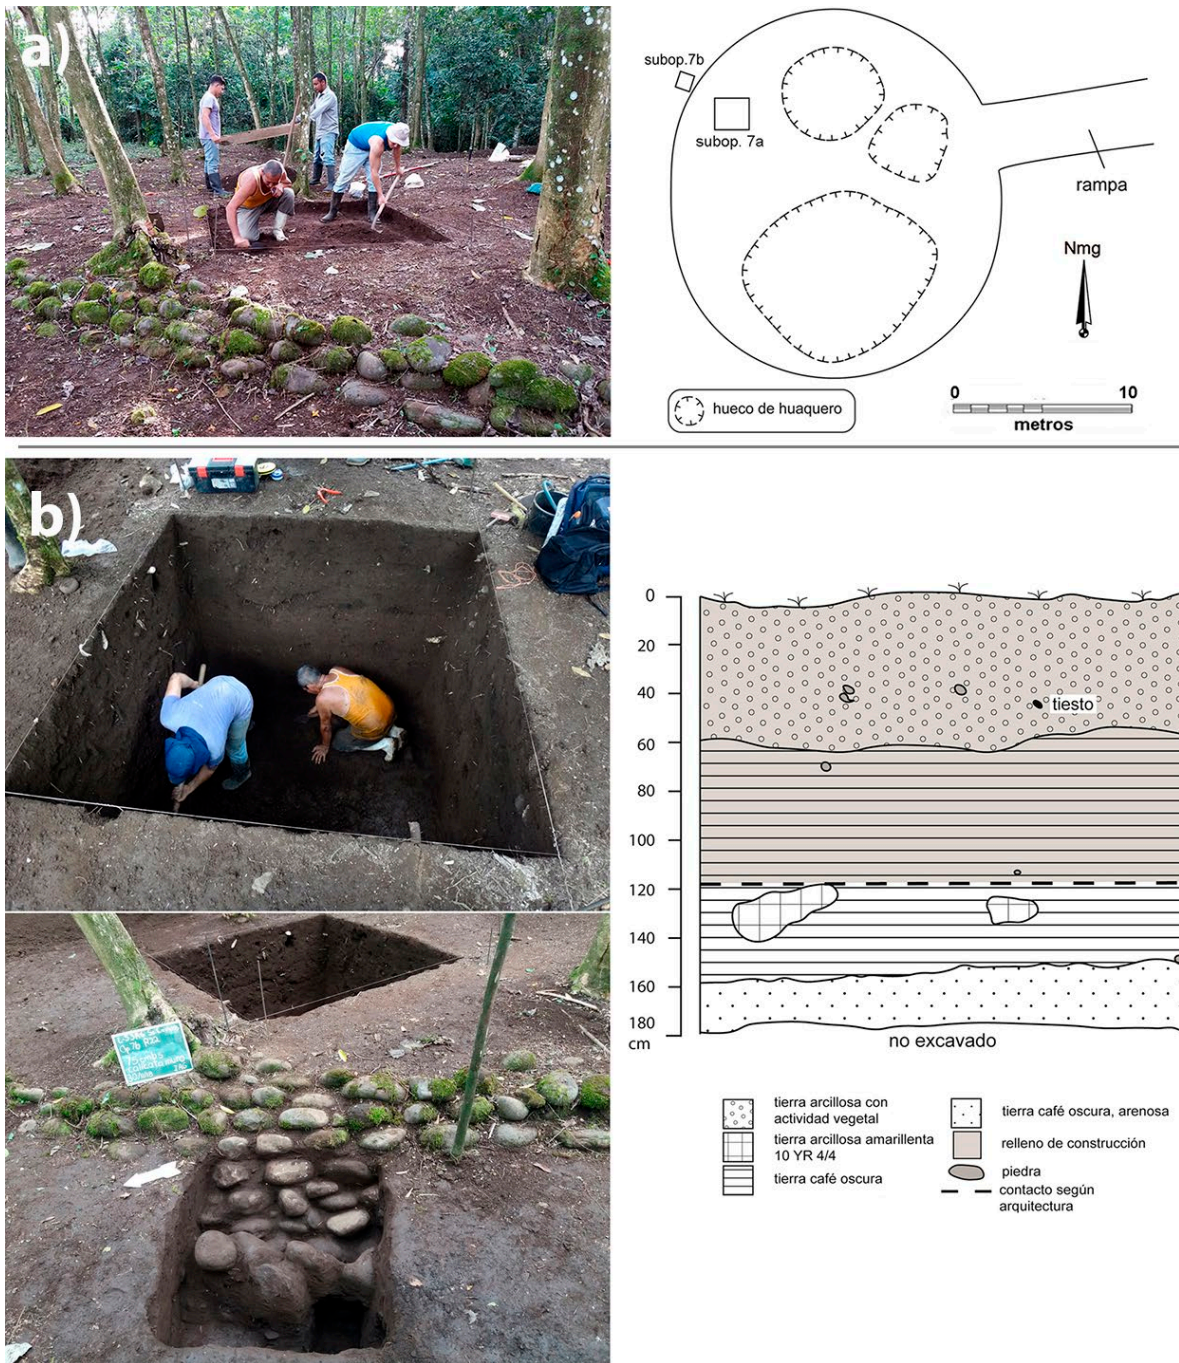 a)
subop.7b
subop. 7a
rampa
Nmg
hueco de huaquero
0 10
metros
b)
0
20
40
tiesto
60
80
100
120
140
160
180
cm
no excavado
tierra arcillosa con
actividad vegetal
tierra arcillosa amarillenta
10 YR 4/4
tierra café oscura
tierra café oscura, arenosa
relleno de construcción
piedra
contacto según
arquitectura